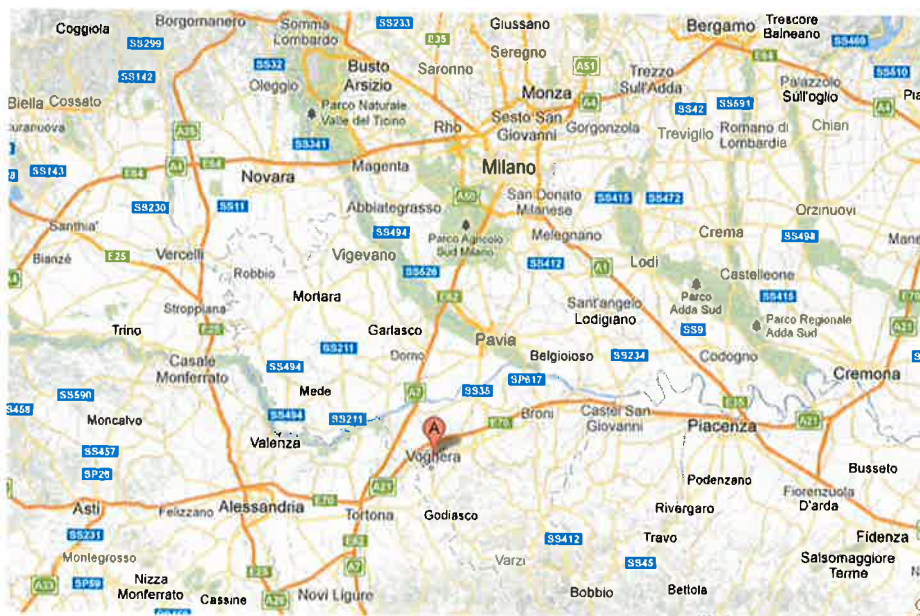 Borgomanero
Somma
Lombardo
SS233
Giussano
Bergamo
Trescore
Balneario
Coggiola
SS299
E35
Seregno
SS32
Busto
Arsizio
Saronno
A51
E64
SS142
Oleggio
Monza
Trezzo
Sull'Adda
Palazzolo
Sull'oglio
SS510
Biella
Cossato
Parco Naturale
Valle del Ticino
A4
SS42
SS591
A4
Rho
Sesto San
Giovanni
Gorgonzola
Treviglio
Romano di
Lombardia
Chiari
SS341
SS143
E64
A4
E64
Magenta
Milano
Novara
A50
San Donato
Milanese
SS415
SS472
SS230
SS11
Abbiategrasso
Orzinuovi
Santhia'
SS494
Parco Agricolo
Sud Milano
Melegnano
Crema
SS498
Bianzé
E25
Vercelli
Vigevano
SS412
A1
Lodi
Castelleone
Robbio
SS526
E62
Parco
Adda Sud
SS415
Stroppiana
Mortara
Sant'angelo
Lodigiano
Parco Regionale
Adda Sud
Trino
Garlasco
SS9
A21
Pavia
SS211
Dorno
Belgioioso
SS234
Codogno
Casale
Monferrato
SS494
Cremona
SS590
Mede
A7
SS35
SP617
SS458
Moncalvo
SS494
SS211
Broni
Castel San
Giovanni
E35
Piacenza
A21
Valenza
A
E70
SS457
Voghera
SP26
Podenzano
Busseto
A21
Asti
E70
Felizzano
Alessandria
Tortona
Godiasco
Rivergaro
Fiorenzuola
D'arda
SS231
E62
SS412
Travo
Fidenza
Montegrosso
Varzi
SS45
Salsomaggiore
Terme
A33
SP59
Nizza
Monferrato
E25
A7
Cassine
Novi Ligure
Bobbio
Bettola